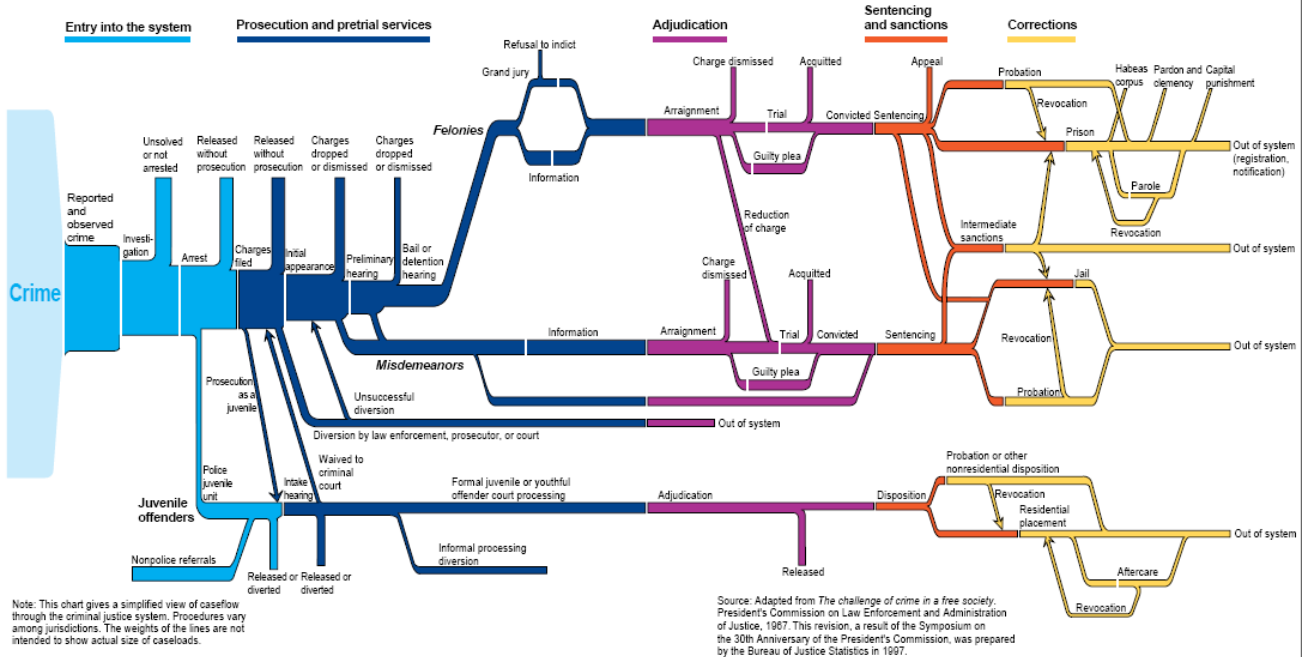 Entry into the system
Prosecution and pretrial services
Adjudication
Sentencing
and sanctions
Corrections
Refusal to indict
Grand jury
Charge dismissed
Acquitted
Appeal
Probation
Habeas
corpus
Pardon and
clemency
Capital
punishment
Revocation
Unsolved
or not
arrested
Released
without
prosecution
Released
without
prosecution
Charges
dropped
or dismissed
Charges
dropped
or dismissed
Felonies
Arraignment
Trial
Convicted
Sentencing
Prison
Out of system
(registration,
notification)
Guilty plea
Information
Parole
Reported
and
observed
crime
Investi-
gation
Arrest
Charges
filed
Initial
appearance
Preliminary
hearing
Bail or
detention
hearing
Reduction
of charge
Intermediate
sanctions
Revocation
Out of system
Crime
Charge
dismissed
Acquitted
Jail
Information
Arraignment
Trial
Convicted
Sentencing
Revocation
Out of system
Misdemeanors
Guilty plea
Prosecution
as a
juvenile
Unsuccessful
diversion
Probation
Out of system
Diversion by law enforcement, prosecutor, or court
Waived to
criminal
court
Police
juvenile
unit
Intake
hearing
Juvenile
offenders
Formal juvenile or youthful
offender court processing
Adjudication
Disposition
Probation or other
nonresidential disposition
Revocation
Residential
placement
Out of system
Nonpolice referrals
Released or
diverted
Released or
diverted
Informal processing
diversion
Released
Aftercare
Revocation
Note: This chart gives a simplified view of caseflow
through the criminal justice system. Procedures vary
among jurisdictions. The weights of the lines are not
intended to show actual size of caseloads.
Source: Adapted from The challenge of crime in a free society.
President's Commission on Law Enforcement and Administration
of Justice, 1967. This revision, a result of the Symposium on
the 30th Anniversary of the President's Commission, was prepared
by the Bureau of Justice Statistics in 1997.